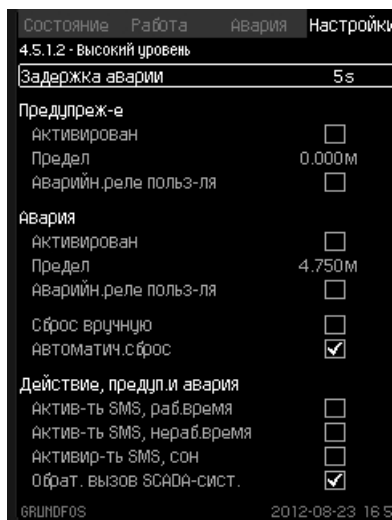 Состояние Работа Авария Настройки
4.5.1.2 - Высокий уровень
Задержка аварии 5s
Предупреж-е
Активирован
Предел 0.000м
Аварийн.реле польз-ля
Авария
Активирован
Предел 4.750м
Аварийн.реле польз-ля
Сброс вручную
Автоматич.сброс
Действие, предуп.и авария
Актив-ть SMS, раб.время
Актив-ть SMS, нераб.время
Активир-ть SMS, сон
Обрат. вызов SCADA-сист.
GRUNDFOS 2012-08-23 16:5